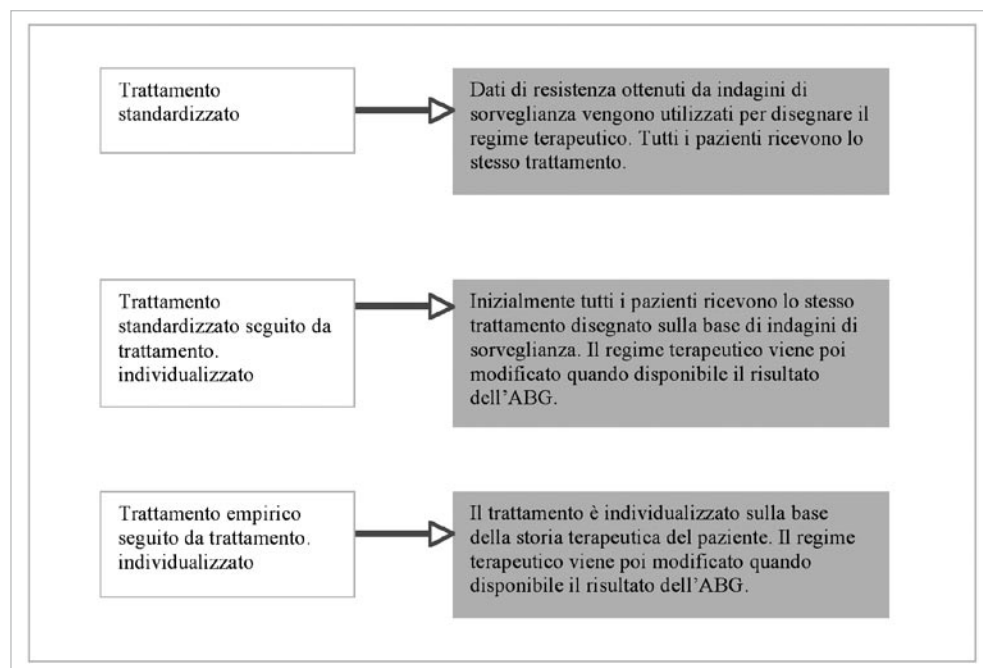 Trattamento
standardizzato
Dati di resistenza ottenuti da indagini di
sorveglianza vengono utilizzati per disegnare il
regime terapeutico. Tutti i pazienti ricevono lo
stesso trattamento.
Trattamento
standardizzato seguito da
trattamento.
individualizzato
Inizialmente tutti i pazienti ricevono lo stesso
trattamento disegnato sulla base di indagini di
sorveglianza. Il regime terapeutico viene poi
modificato quando disponibile il risultato
dell'ABG.
Trattamento empirico
seguito da trattamento.
individualizzato
Il trattamento è individualizzato sulla base
della storia terapeutica del paziente. Il regime
terapeutico viene poi modificato quando
disponibile il risultato dell'ABG.